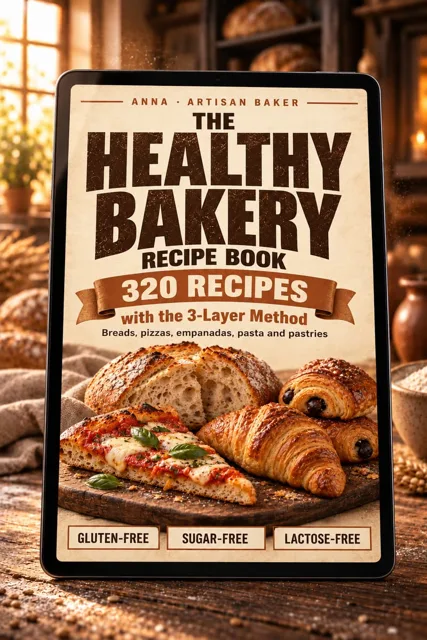 ANNA · ARTISAN BAKER
THE
HEALTHY
BAKERY
RECIPE BOOK
320 RECIPES
with the 3-Layer Method
Breads, pizzas, empanadas, pasta and pastries
GLUTEN-FREE
SUGAR-FREE
LACTOSE-FREE